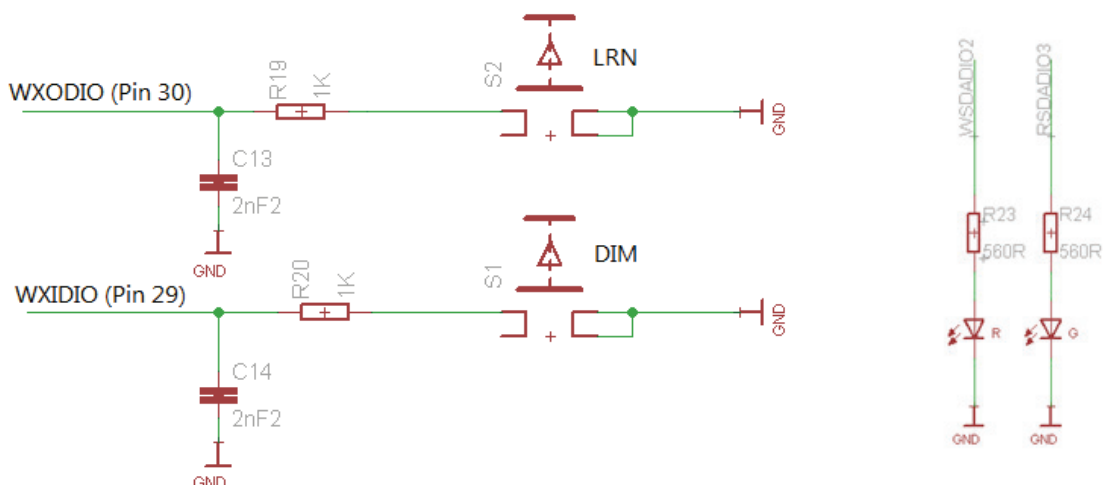 WXODIO (Pin 30)
R19
1K
S2
LRN
GND
C13
2nF2
GND
WXIDIO (Pin 29)
R20
1K
S1
DIM
GND
C14
2nF2
GND
WSDADIO2
RSDADIO3
R23
560R
R24
560R
R
G
GND
GND